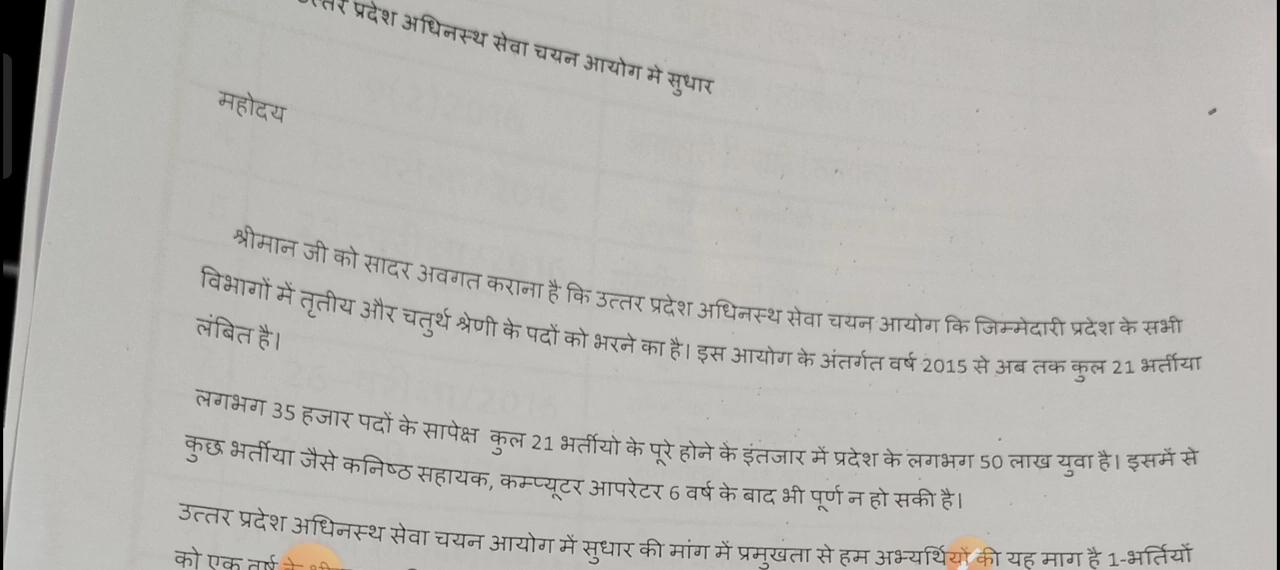 उत्तर प्रदेश अधिनस्थ सेवा चयन आयोग मे सुधार
महोदय
श्रीमान जी को सादर अवगत कराना है कि उत्तर प्रदेश अधिनस्थ सेवा चयन आयोग कि जिम्मेदारी प्रदेश के सभी
विभागों में तृतीय और चतुर्थ श्रेणी के पदों को भरने का है। इस आयोग के अंतर्गत वर्ष 2015 से अब तक कुल 21 भर्तीया
लंबित है।
लगभग 35 हजार पदों के सापेक्ष कुल 21 भर्तीयो के पूरे होने के इंतजार में प्रदेश के लगभग 50 लाख युवा है। इसमें से
कुछ भर्तीया जैसे कनिष्ठ सहायक, कम्प्यूटर आपरेटर 6 वर्ष के बाद भी पूर्ण न हो सकी है।
उत्तर प्रदेश अधिनस्थ सेवा चयन आयोग में सुधार की मांग में प्रमुखता से हम अभ्यर्थियों की यह माग है 1-भर्तियों
को एक वर्ष के